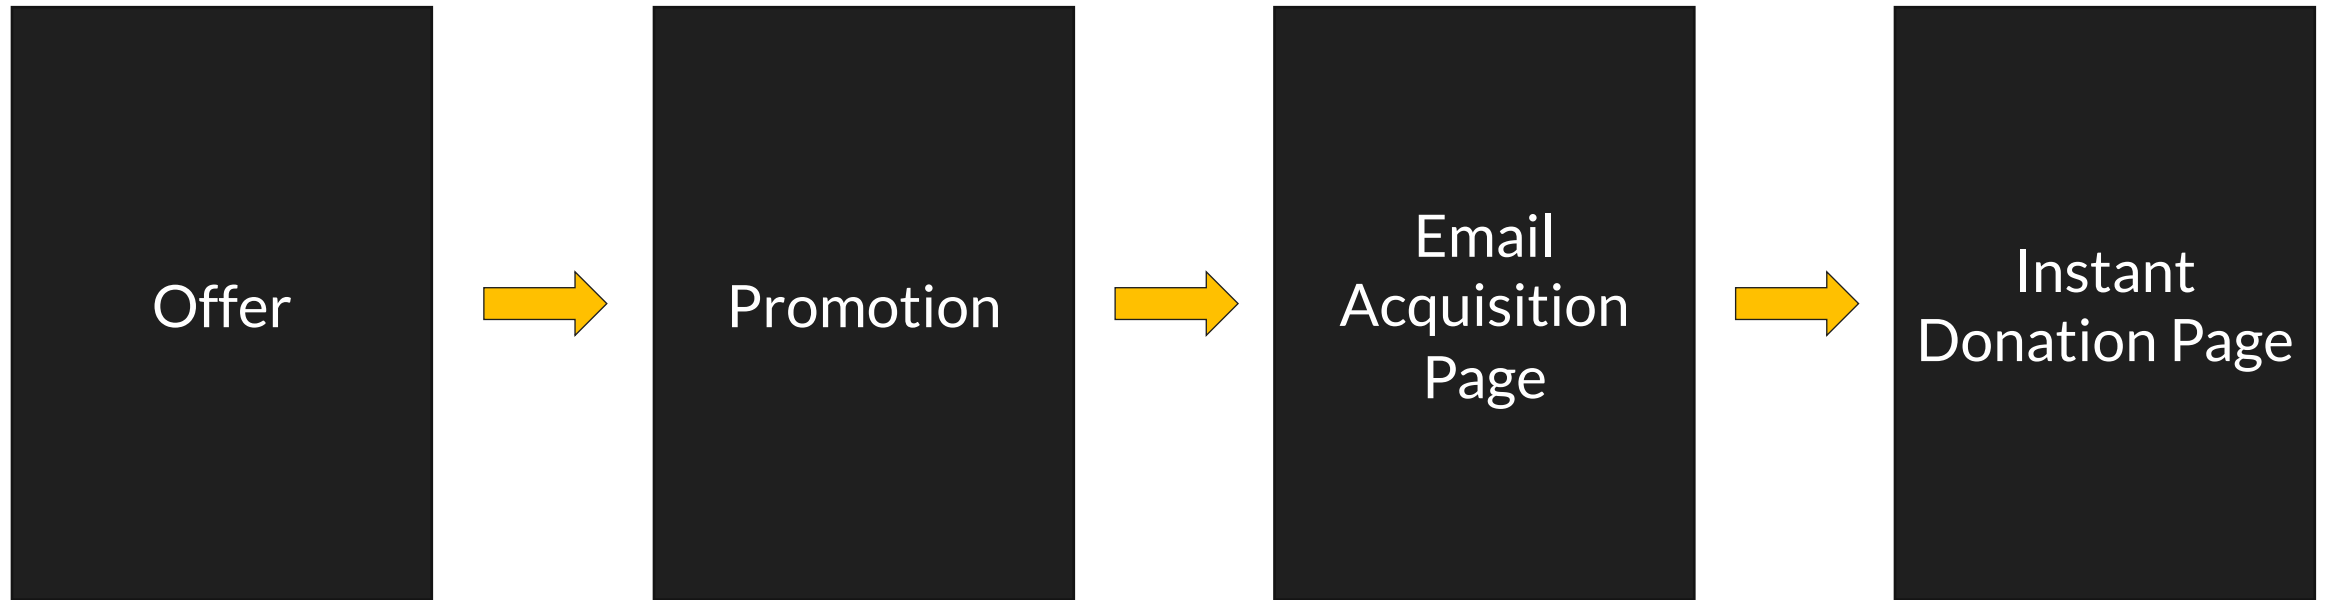 Offer
Promotion
Email
Acquisition
Page
Instant
Donation Page